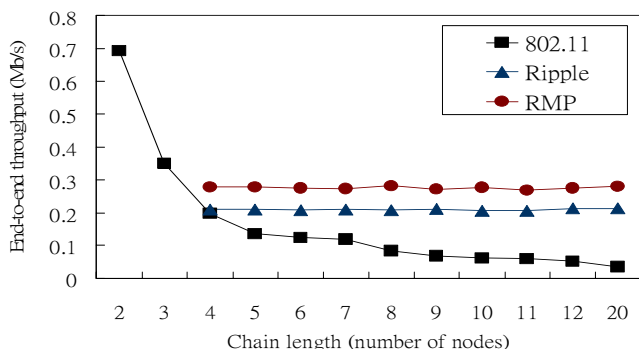 0.8
0.7
0.6
0.5
0.4
0.3
0.2
0.1
0
End-to-end throughput (Mb/s)
802.11
Ripple
RMP
2 3 4 5 6 7 8 9 10 11 12 20
Chain length (number of nodes)